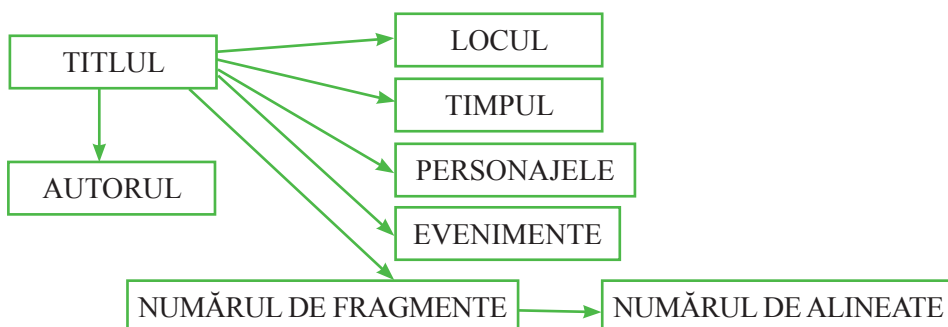 TITLUL
LOCUL
TIMPUL
AUTORUL
PERSONAJELE
EVENIMENTE
NUMĂRUL DE FRAGMENTE
NUMĂRUL DE ALINEATE